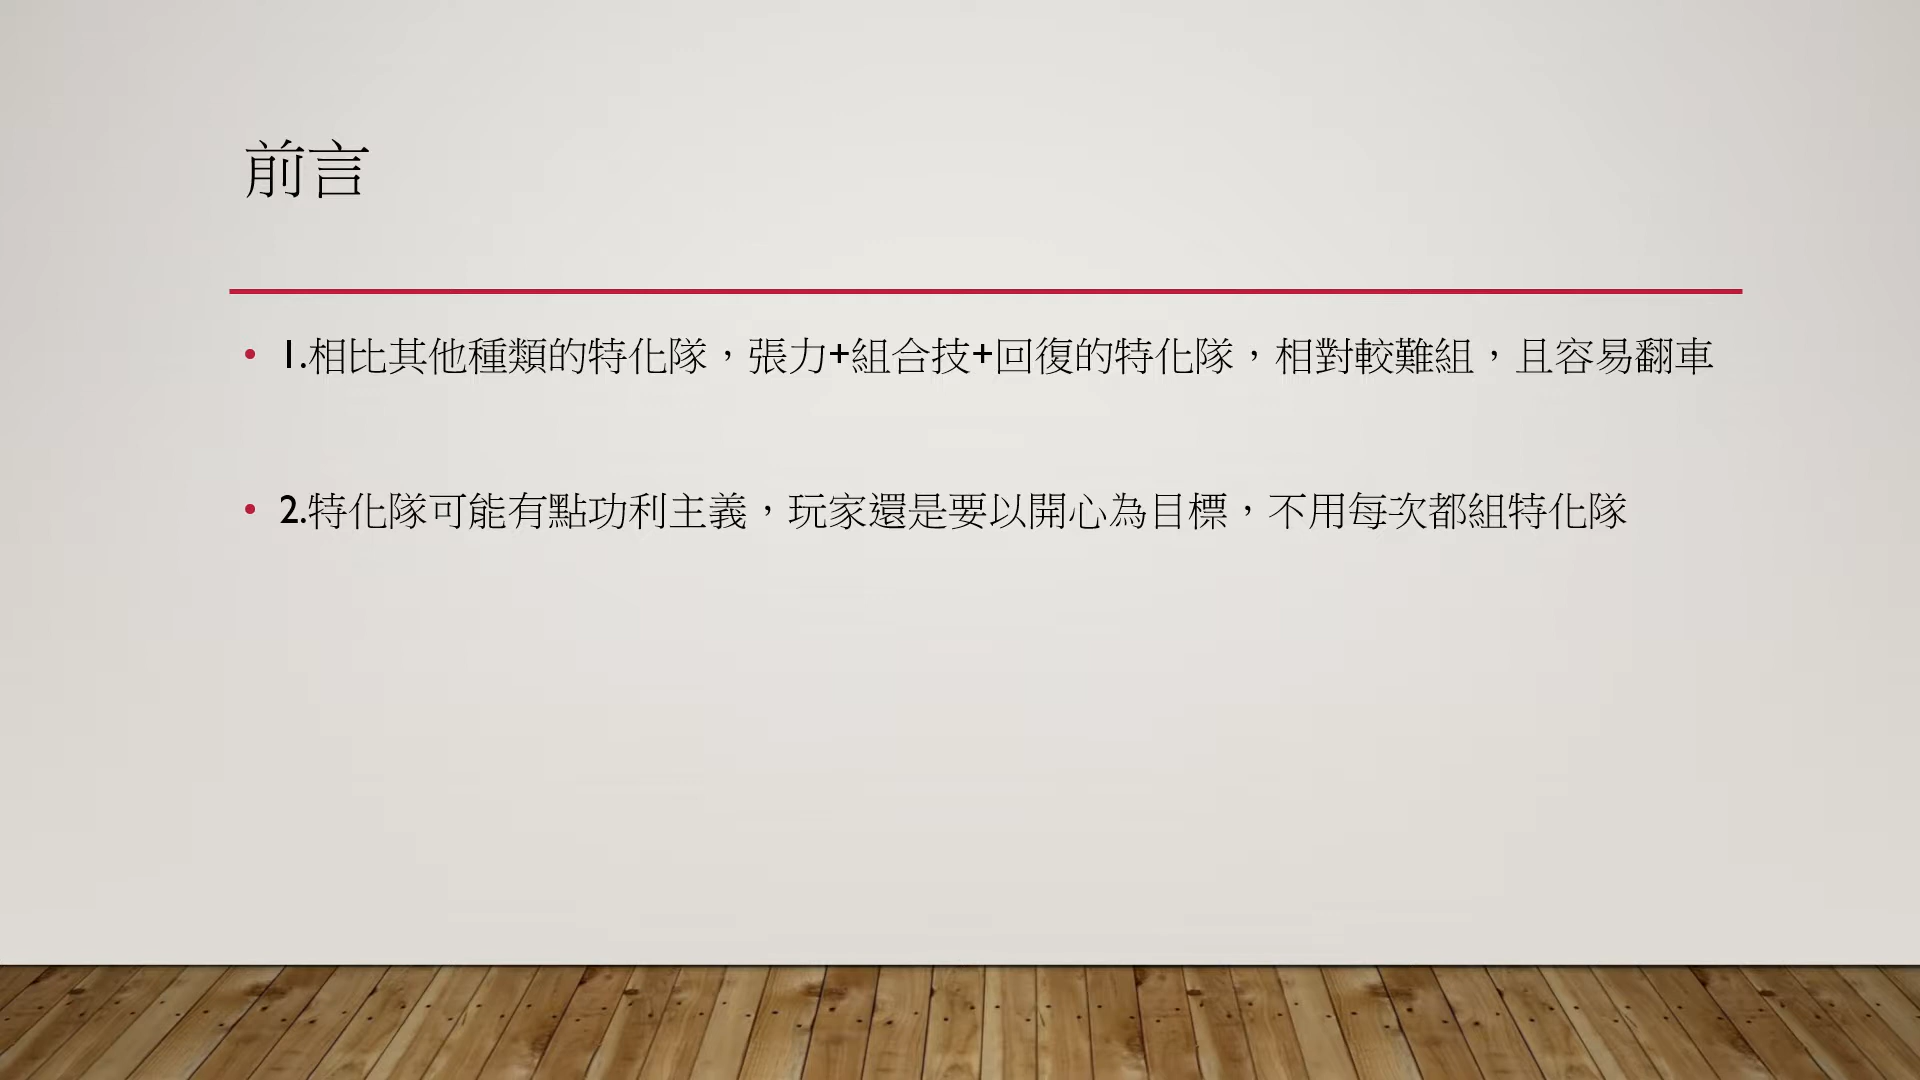 前言
1.相比其他種類的特化隊，張力+組合技+回復的特化隊，相對較難組，且容易翻車
2.特化隊可能有點功利主義，玩家還是要以開心為目標，不用每次都組特化隊